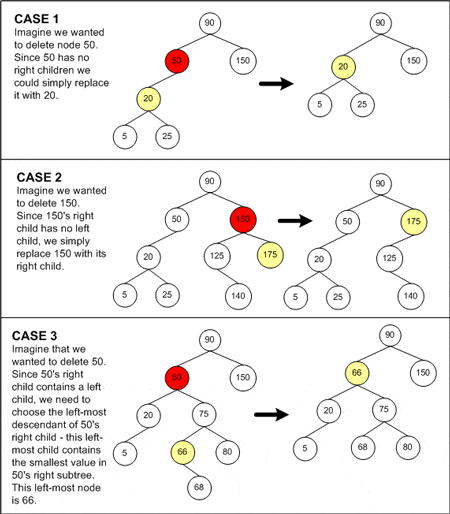 CASE 1
Imagine we wanted
to delete node 50.
Since 50 has no
right children we
could simply replace
it with 20.
90
50
150
20
5
25
90
20
150
5
25
CASE 2
Imagine we wanted
to delete 150.
Since 150's right
child has no left
child, we simply
replace 150 with its
right child.
90
50
150
20
125
175
5
25
140
90
50
175
20
125
5
25
140
CASE 3
Imagine that we
wanted to delete 50.
Since 50's right
child contains a left
child, we need to
choose the left-most
descendant of 50's
right child - this left-
most child contains
the smallest value in
50's right subtree.
This left-most node
is 66.
90
50
150
20
75
5
66
80
68
90
66
150
20
75
5
68
80